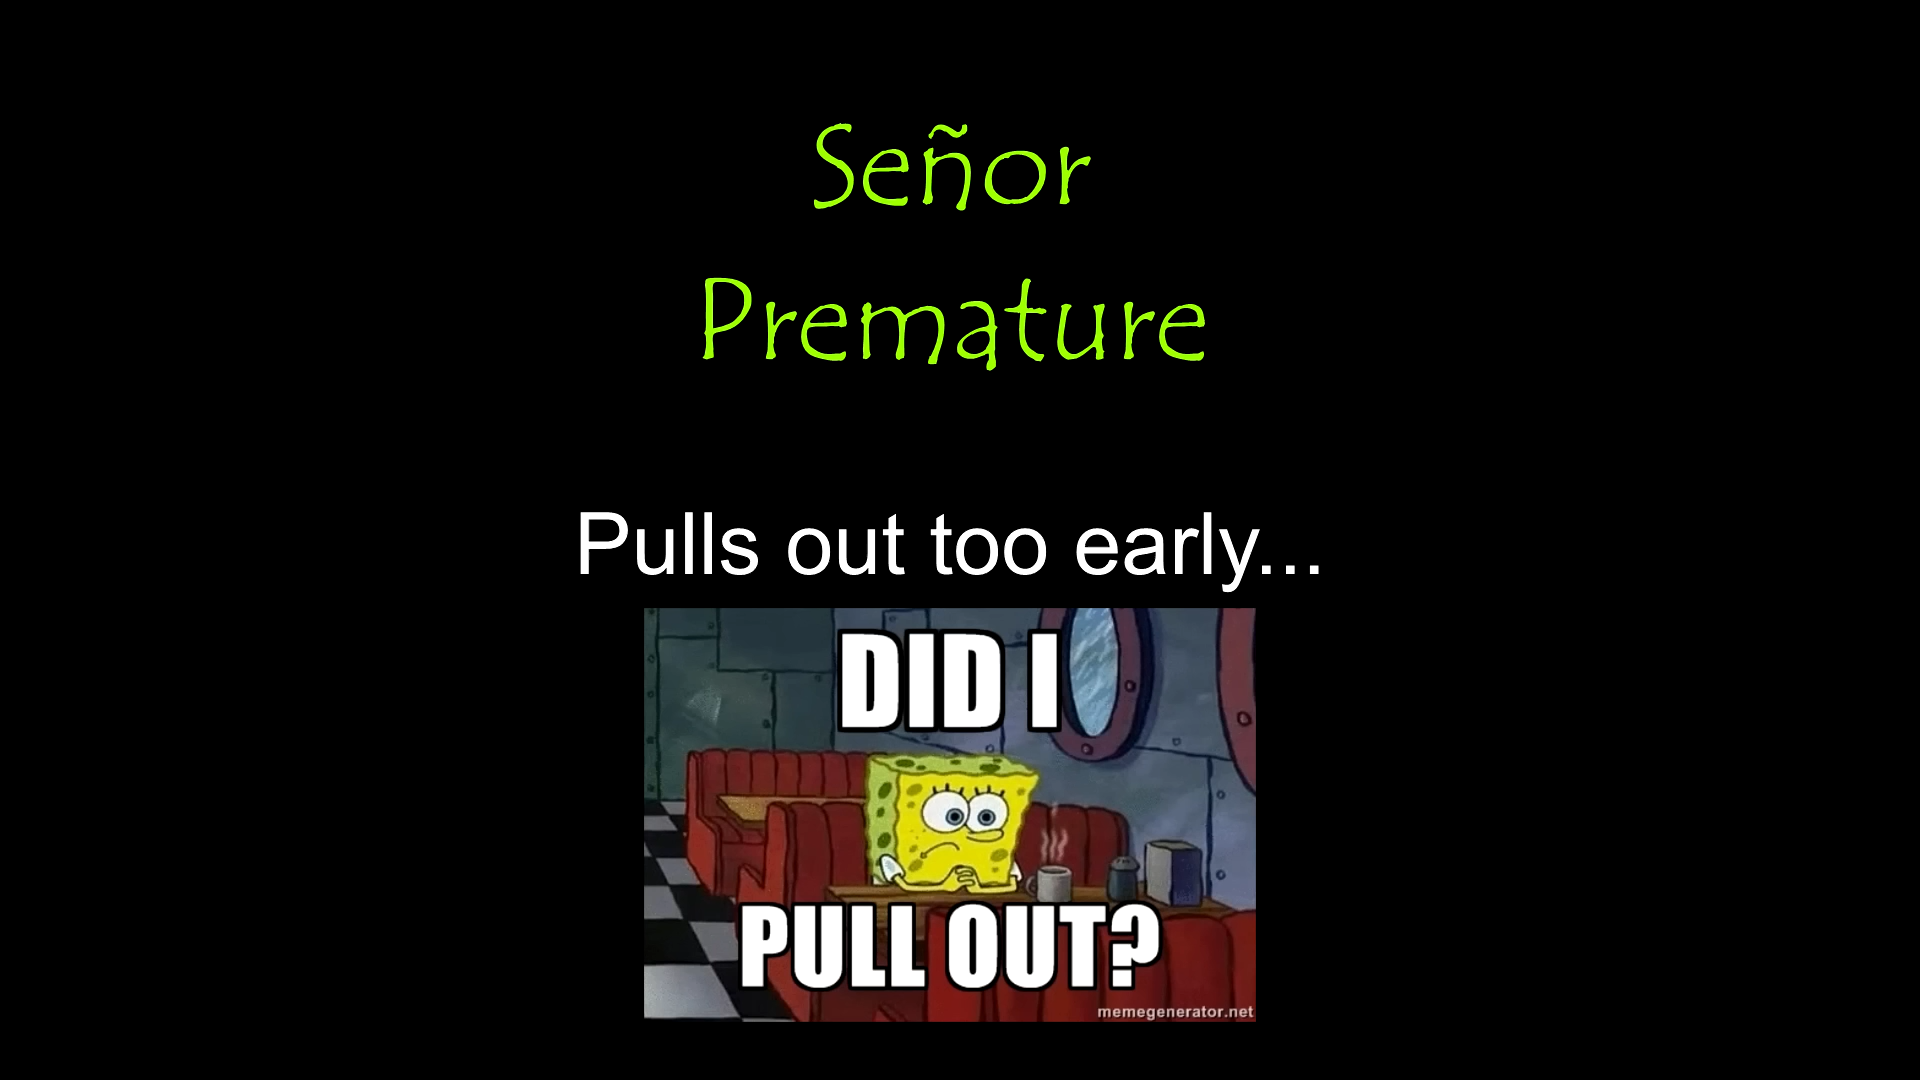 Señor
Premature
Pulls out too early...
DID I
PULL OUT?
memegenerator.net